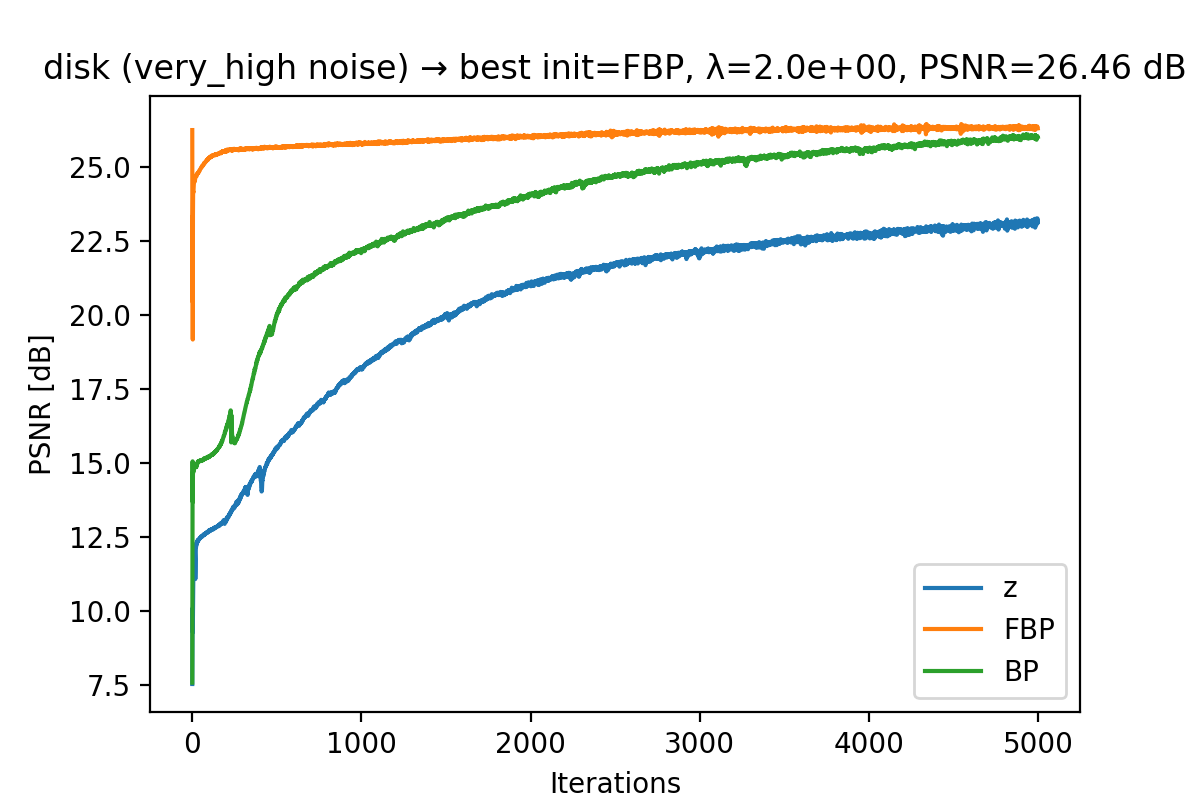 disk (very_high noise) → best init=FBP, λ=2.0e+00, PSNR=26.46 dB
PSNR [dB]
25.0
22.5
20.0
17.5
15.0
12.5
10.0
7.5
z
FBP
BP
0 1000 2000 3000 4000 5000
Iterations